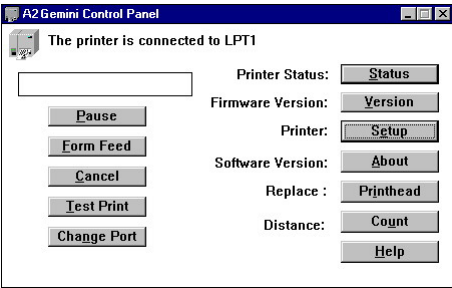 A2 Gemini Control Panel
The printer is connected to LPT1
Printer Status: Status
Firmware Version: Version
Pause
Printer: Setup
Form Feed
Software Version: About
Cancel
Replace : Printhead
Test Print
Distance: Count
Change Port
Help